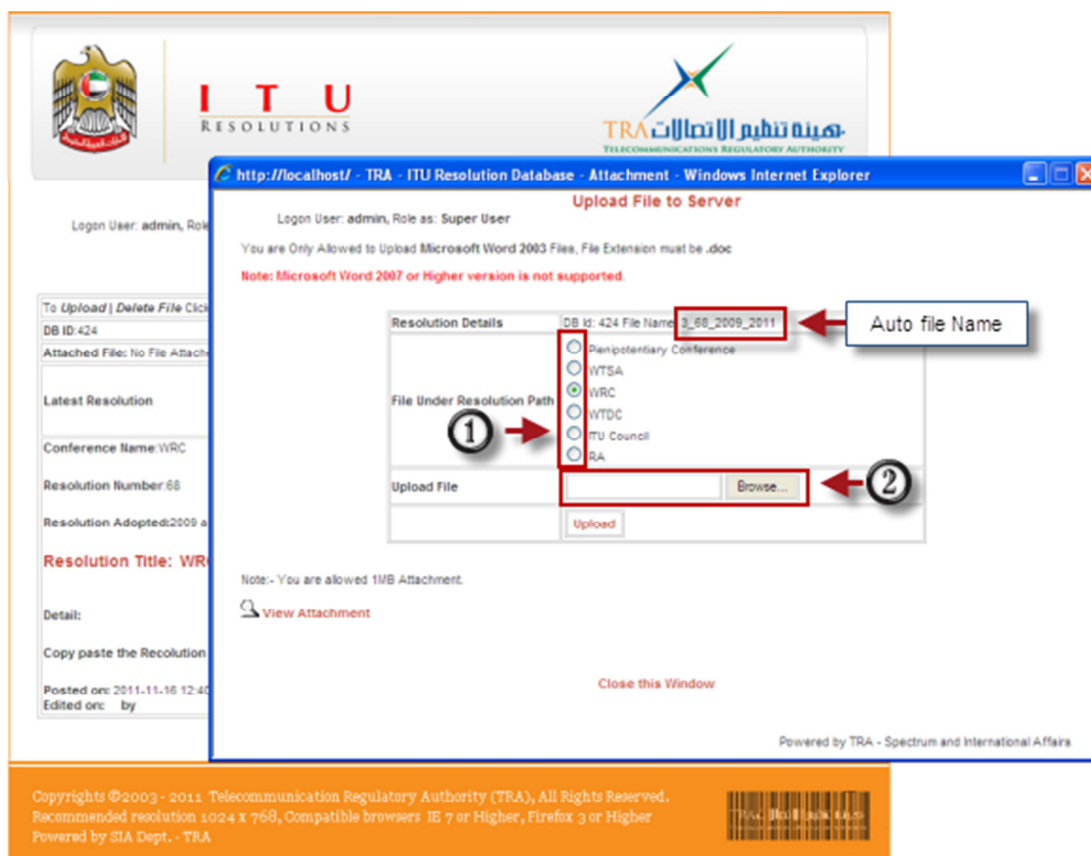 I T U
RESOLUTIONS
TRA هيئة تنظيم الاتصالات
TELECOMMUNICATIONS REGULATORY AUTHORITY
Logon User: admin, Role
To Upload | Delete File Click
DB ID:424
Attached File: No File Attach
Latest Resolution
Conference Name:WRC
Resolution Number:68
Resolution Adopted:2009 a
Resolution Title: WR
Detail:
Copy paste the Recolution
Posted on: 2011-11-16 12:40
Edited on: by
http://localhost/ - TRA - ITU Resolution Database - Attachment - Windows Internet Explorer
Upload File to Server
Logon User: admin, Role as: Super User
You are Only Allowed to Upload Microsoft Word 2003 Files, File Extension must be .doc
Note: Microsoft Word 2007 or Higher version is not supported.
Resolution Details DB Id: 424 File Name: 3_68_2009_2011
Auto file Name
File Under Resolution Path
Plenipotentiary Conference
WTSA
WRC
WTDC
ITU Council
RA
1
Upload File Browse...
2
Upload
Note:- You are allowed 1MB Attachment.
View Attachment
Close this Window
Powered by TRA - Spectrum and International Affairs
Copyrights ©2003 - 2011 Telecommunication Regulatory Authority (TRA), All Rights Reserved.
Recommended resolution 1024 x 768, Compatible browsers IE 7 or Higher, Firefox 3 or Higher
Powered by SIA Dept. - TRA